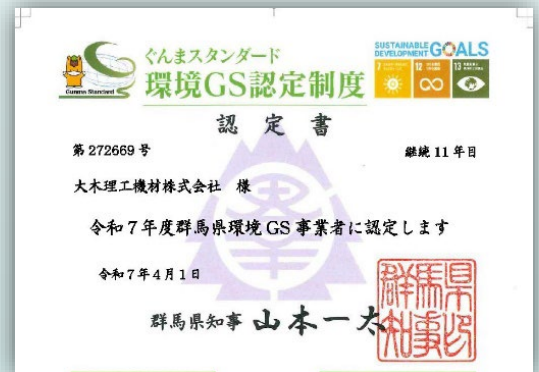 ぐんまスタンダード
環境GS認定制度
Gunma Standard
SUSTAINABLE
DEVELOPMENT GOALS
7
12
13
認定書
第272669号
継続11年目
大木理工機材株式会社 様
令和7年度群馬県環境GS事業者に認定します
令和7年4月1日
群馬県知事 山本一太
群馬県
知事印